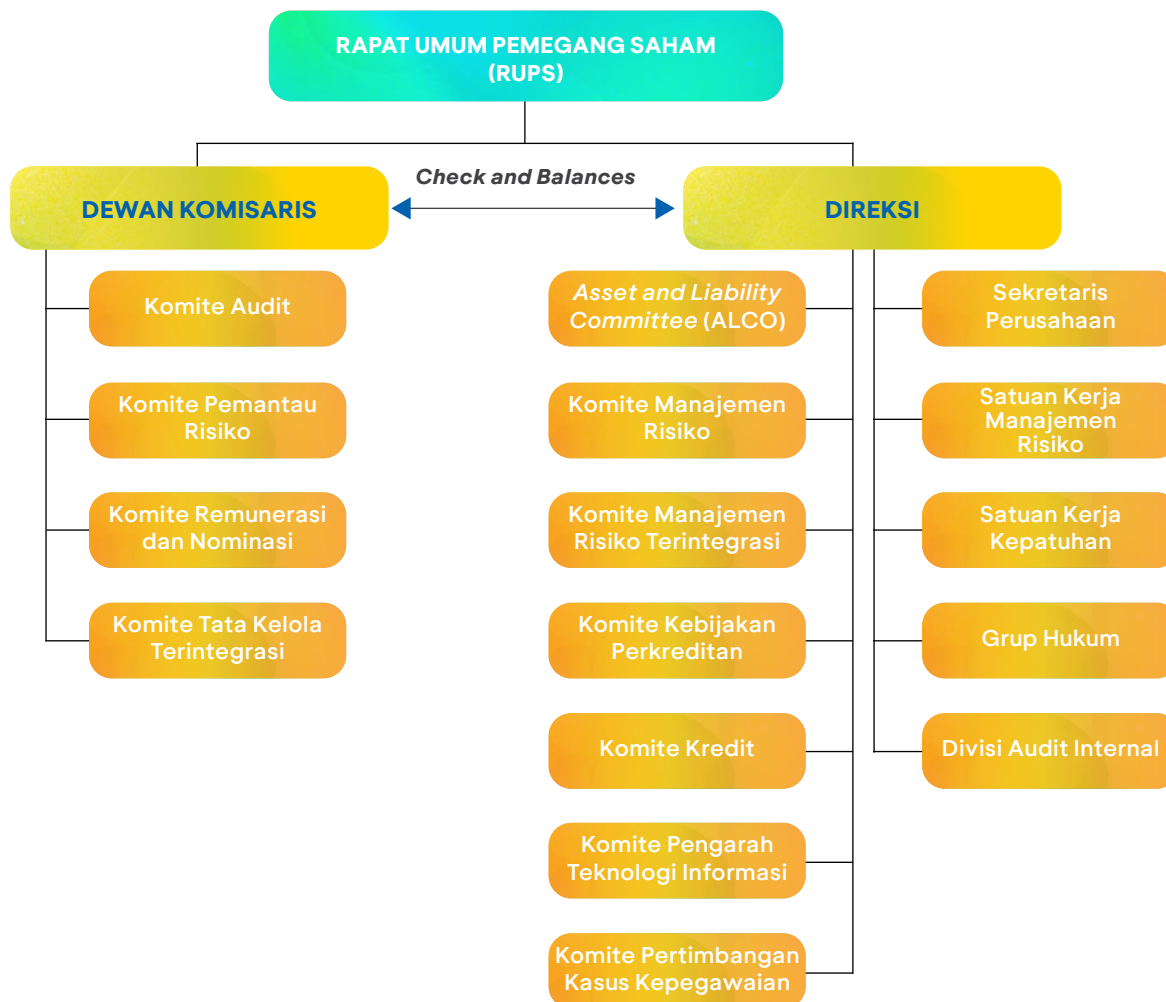 RAPAT UMUM PEMEGANG SAHAM
(RUPS)
Check and Balances
DEWAN KOMISARIS
DIREKSI
Komite Audit
Komite Pemantau
Risiko
Komite Remunerasi
dan Nominasi
Komite Tata Kelola
Terintegrasi
Asset and Liability
Committee (ALCO)
Komite Manajemen
Risiko
Komite Manajemen
Risiko Terintegrasi
Komite Kebijakan
Perkreditan
Komite Kredit
Komite Pengarah
Teknologi Informasi
Komite Pertimbangan
Kasus Kepegawaian
Sekretaris
Perusahaan
Satuan Kerja
Manajemen
Risiko
Satuan Kerja
Kepatuhan
Grup Hukum
Divisi Audit Internal